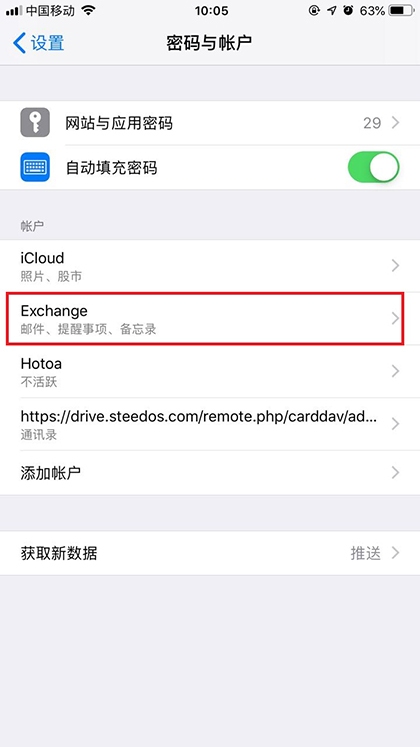 中国移动 10:05 63%
设置 密码与帐户
网站与应用密码 29
自动填充密码
帐户
iCloud
照片、股市
Exchange
邮件、提醒事项、备忘录
Hotoa
不活跃
https://drive.steedos.com/remote.php/carddav/ad...
通讯录
添加帐户
获取新数据 推送